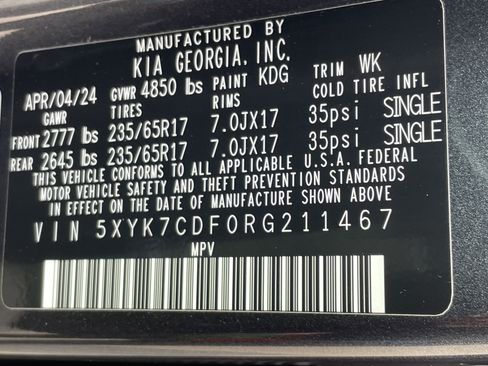 MANUFACTURED BY
KIA GEORGIA, INC.
APR/04/24 GVWR 4850 lbs PAINT KDG TRIM WK
GAWR TIRES RIMS COLD TIRE INFL
FRONT 2777 lbs 235/65R17 7.0JX17 35psi SINGLE
REAR 2645 lbs 235/65R17 7.0JX17 35psi SINGLE
THIS VEHICLE CONFORMS TO ALL APPLICABLE U.S.A. FEDERAL
MOTOR VEHICLE SAFETY AND THEFT PREVENTION STANDARDS
IN EFFECT ON THE DATE OF MANUFACTURE SHOWN ABOVE.
VIN 5XYK7CDF0RG211467
MPV